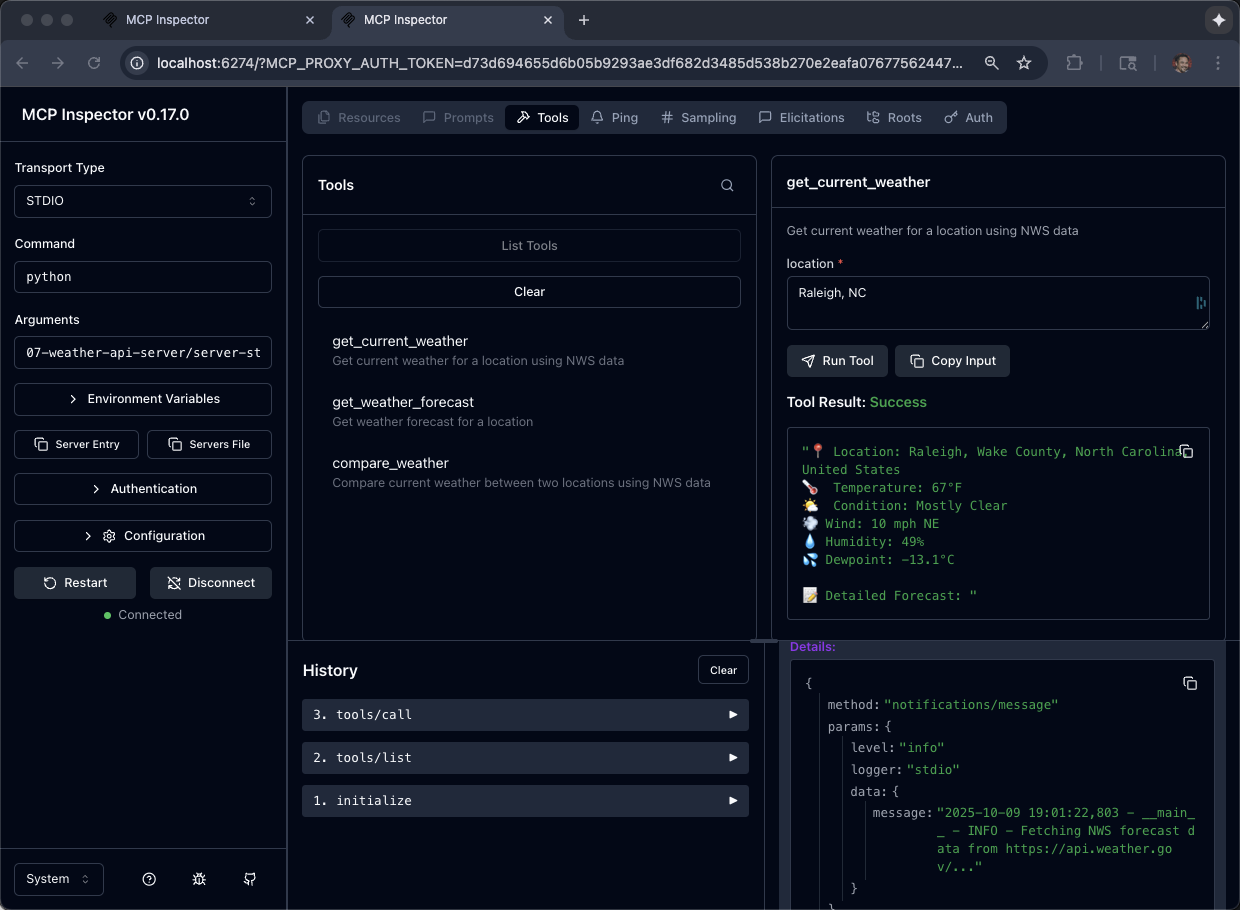 MCP Inspector
MCP Inspector
localhost:6274/?MCP_PROXY_AUTH_TOKEN=d73d694655d6b05b9293ae3df682d3485d538b270e2eafa07677562447...
MCP Inspector v0.17.0
Transport Type
STDIO
Command
python
Arguments
07-weather-api-server/server-st
Environment Variables
Server Entry
Servers File
Authentication
Configuration
Restart
Disconnect
Connected
System
Resources
Prompts
Tools
Ping
Sampling
Elicitations
Roots
Auth
Tools
List Tools
Clear
get_current_weather
Get current weather for a location using NWS data
get_weather_forecast
Get weather forecast for a location
compare_weather
Compare current weather between two locations using NWS data
get_current_weather
Get current weather for a location using NWS data
location *
Raleigh, NC
Run Tool
Copy Input
Tool Result: Success
"📍 Location: Raleigh, Wake County, North Carolina
United States
🌡️ Temperature: 67°F
🌤️ Condition: Mostly Clear
💨 Wind: 10 mph NE
💧 Humidity: 49%
💦 Dewpoint: -13.1°C
📝 Detailed Forecast: "
History
Clear
3. tools/call
2. tools/list
1. initialize
Details:
{
method: "notifications/message"
params: {
level: "info"
logger: "stdio"
data: {
message: "2025-10-09 19:01:22,803 - __main_
_ - INFO - Fetching NWS forecast d
ata from https://api.weather.go
v/..."
}
}